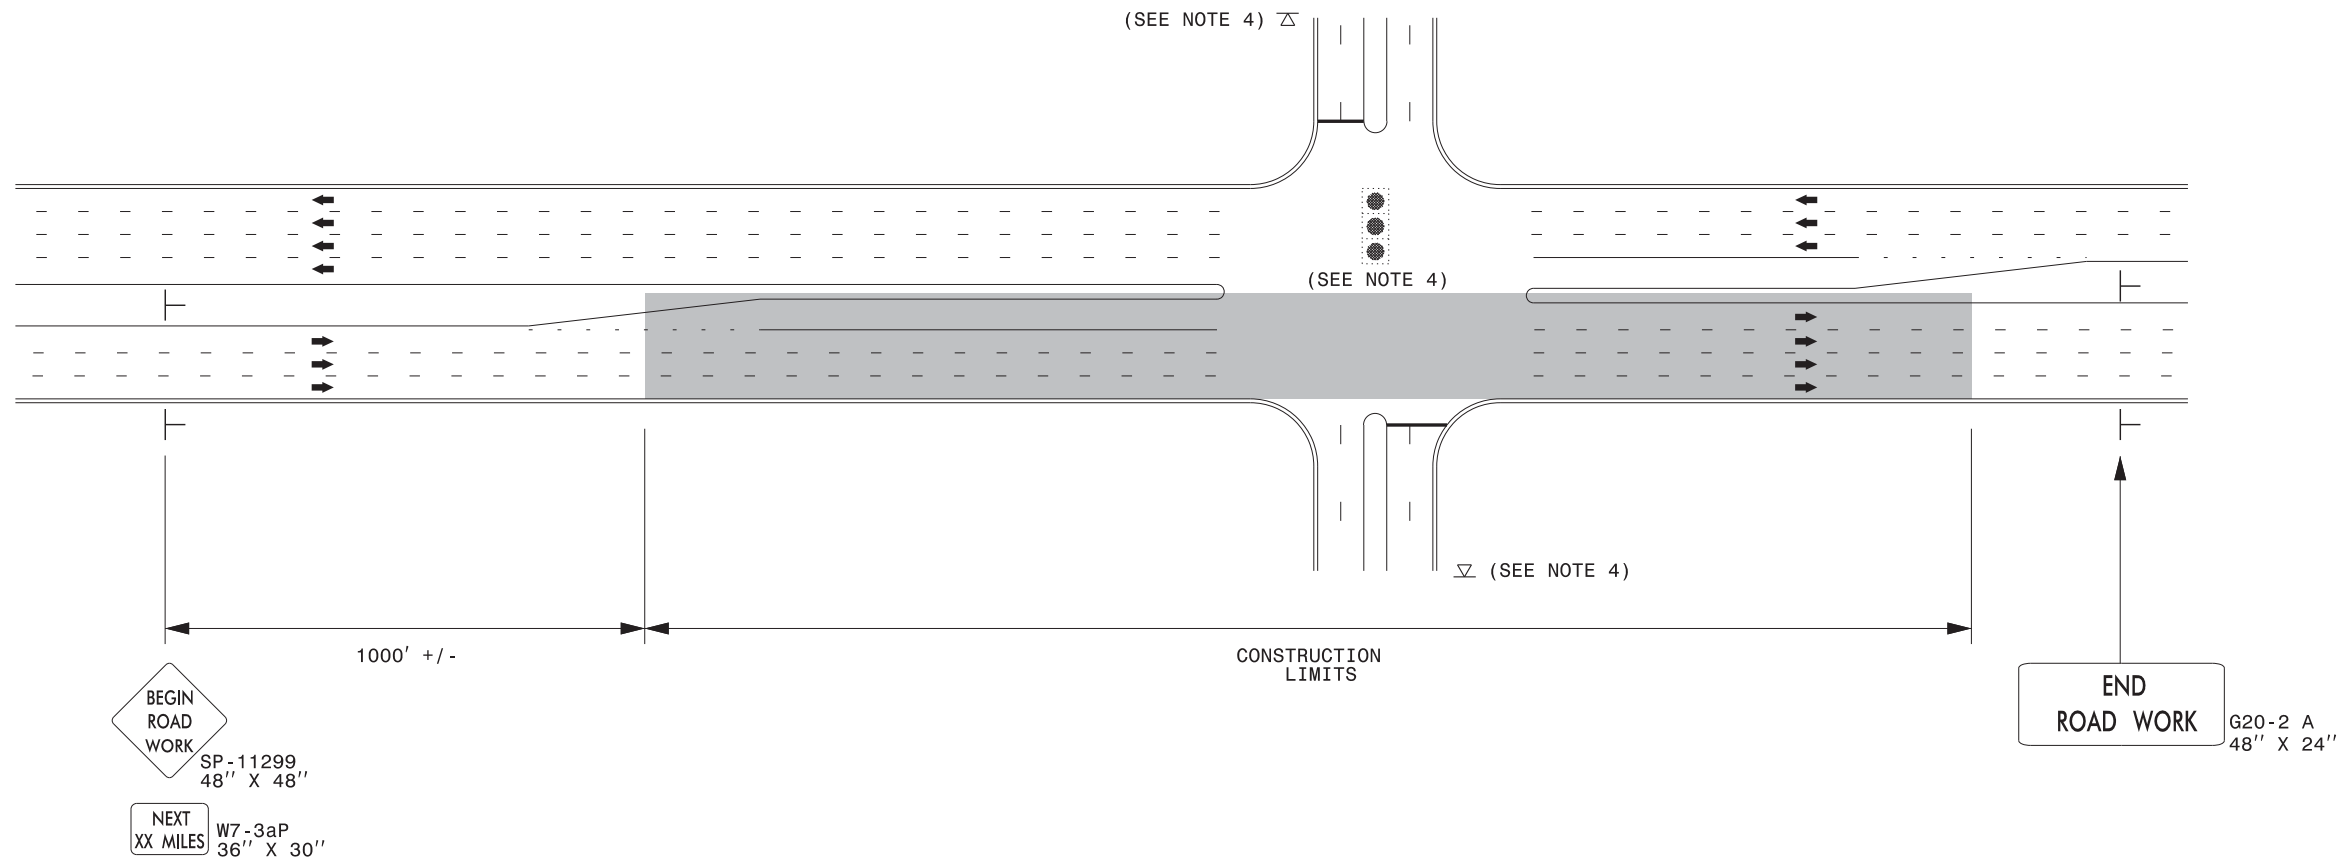 (SEE NOTE 4)
(SEE NOTE 4)
(SEE NOTE 4)
1000' +/-
CONSTRUCTION
LIMITS
BEGIN
ROAD
WORK
SP-11299
48'' X 48''
NEXT
XX MILES
W7-3aP
36'' X 30''
END
ROAD WORK
G20-2 A
48'' X 24''